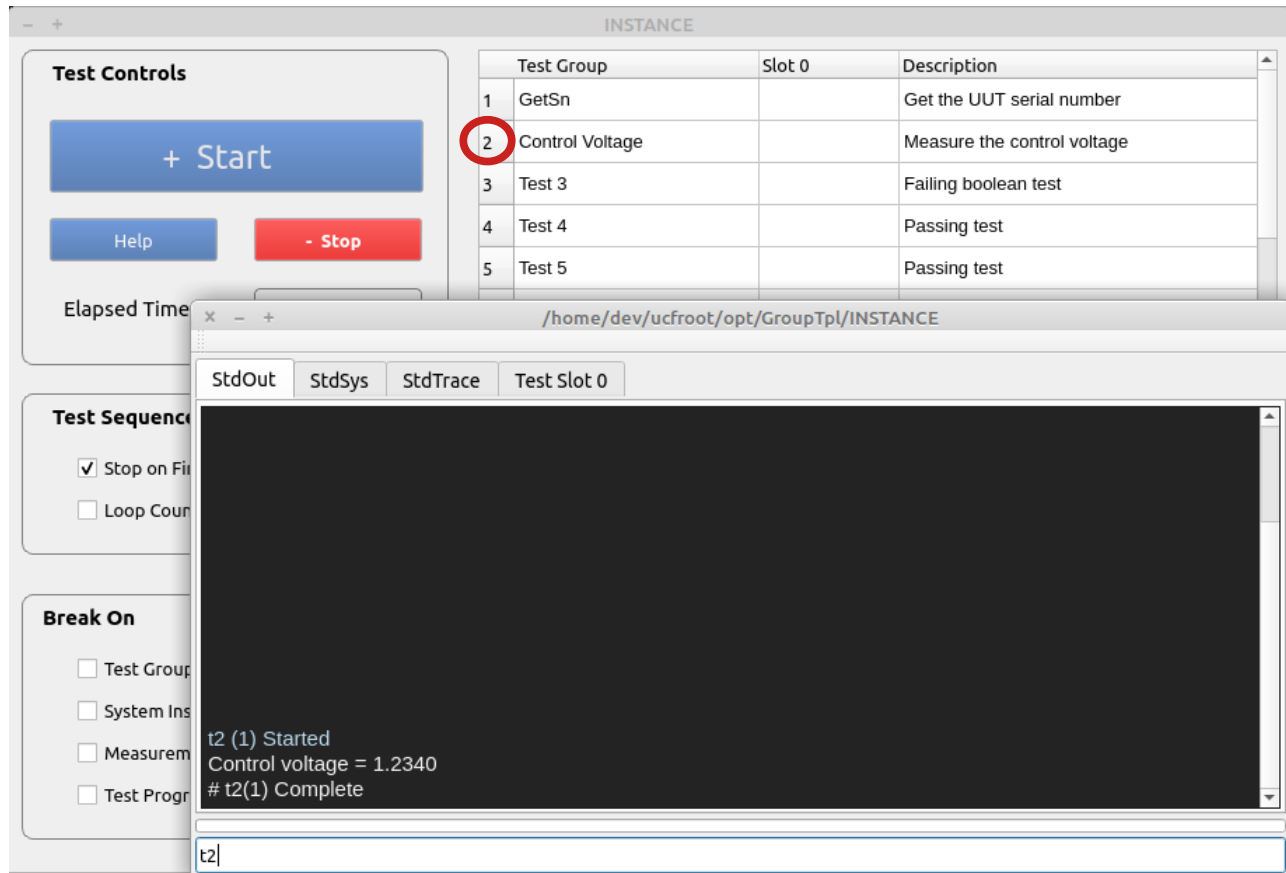 INSTANCE
Test Controls
+ Start
Help
- Stop
Elapsed Time
Test Group Slot 0 Description
1 GetSn Get the UUT serial number
2 Control Voltage Measure the control voltage
3 Test 3 Failing boolean test
4 Test 4 Passing test
5 Test 5 Passing test
Test Sequence
Stop on Fi
Loop Coun
Break On
Test Group
System Ins
Measurem
Test Progr
x - + /home/dev/ucfroot/opt/GroupTpl/INSTANCE
StdOut StdSys StdTrace Test Slot 0
t2 (1) Started
Control voltage = 1.2340
# t2(1) Complete
t2